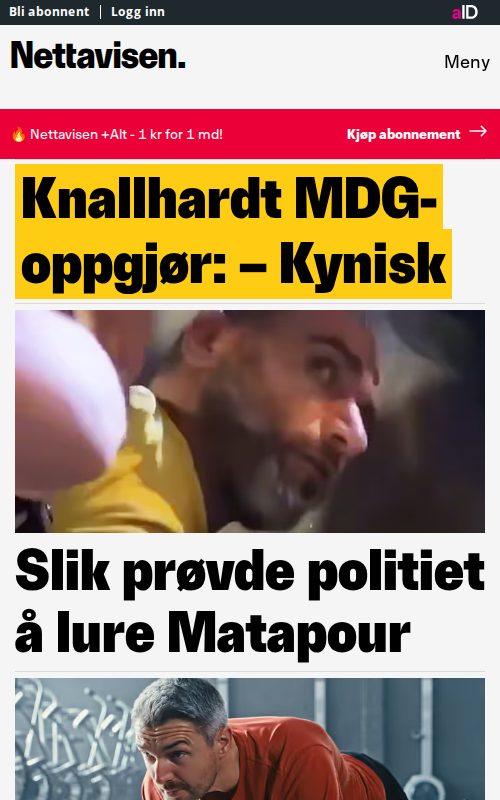 Bli abonnent | Logg inn
aID
Nettavisen.
Meny
🔥 Nettavisen +Alt - 1 kr for 1 md!
Kjøp abonnement →
Knallhardt MDG-
oppgjør: – Kynisk
Slik prøvde politiet
å lure Matapour